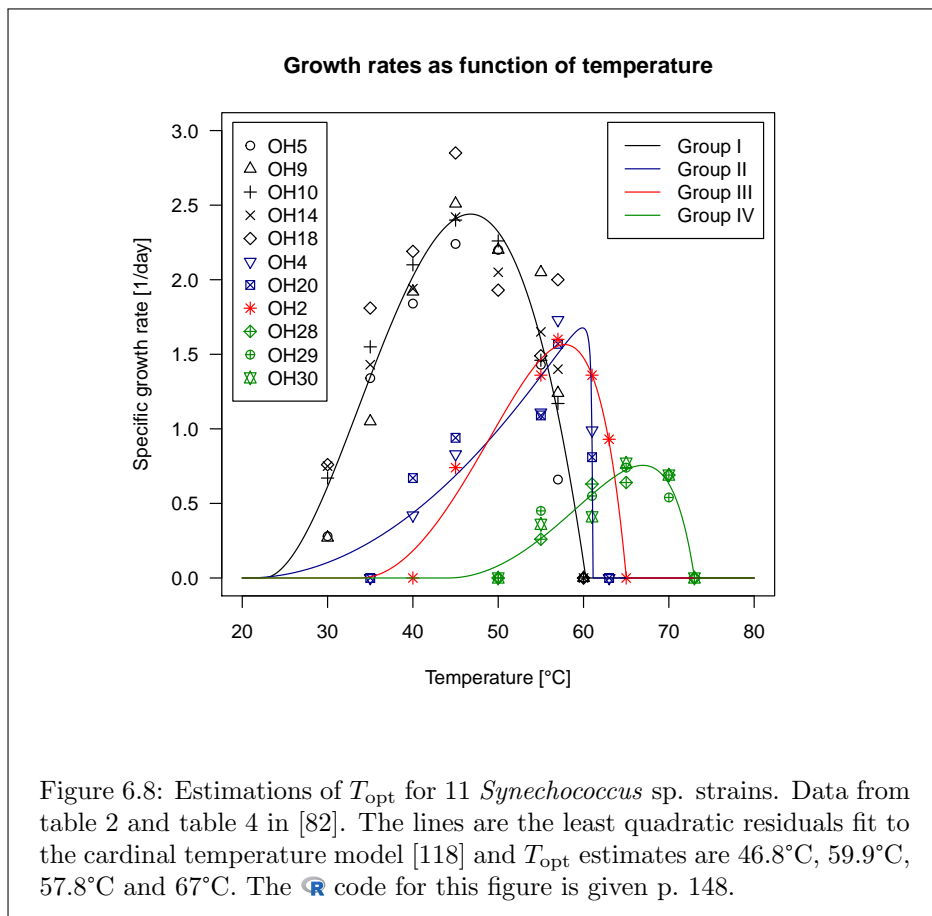 Growth rates as function of temperature
3.0
2.5
2.0
1.5
1.0
0.5
0.0
Specific growth rate [1/day]
OH5
OH9
OH10
OH14
OH18
OH4
OH20
OH2
OH28
OH29
OH30
Group I
Group II
Group III
Group IV
20 30 40 50 60 70 80
Temperature [°C]
Figure 6.8: Estimations of Topt for 11 Synechococcus sp. strains. Data from
table 2 and table 4 in [82]. The lines are the least quadratic residuals fit to
the cardinal temperature model [118] and Topt estimates are 46.8°C, 59.9°C,
57.8°C and 67°C. The R code for this figure is given p. 148.